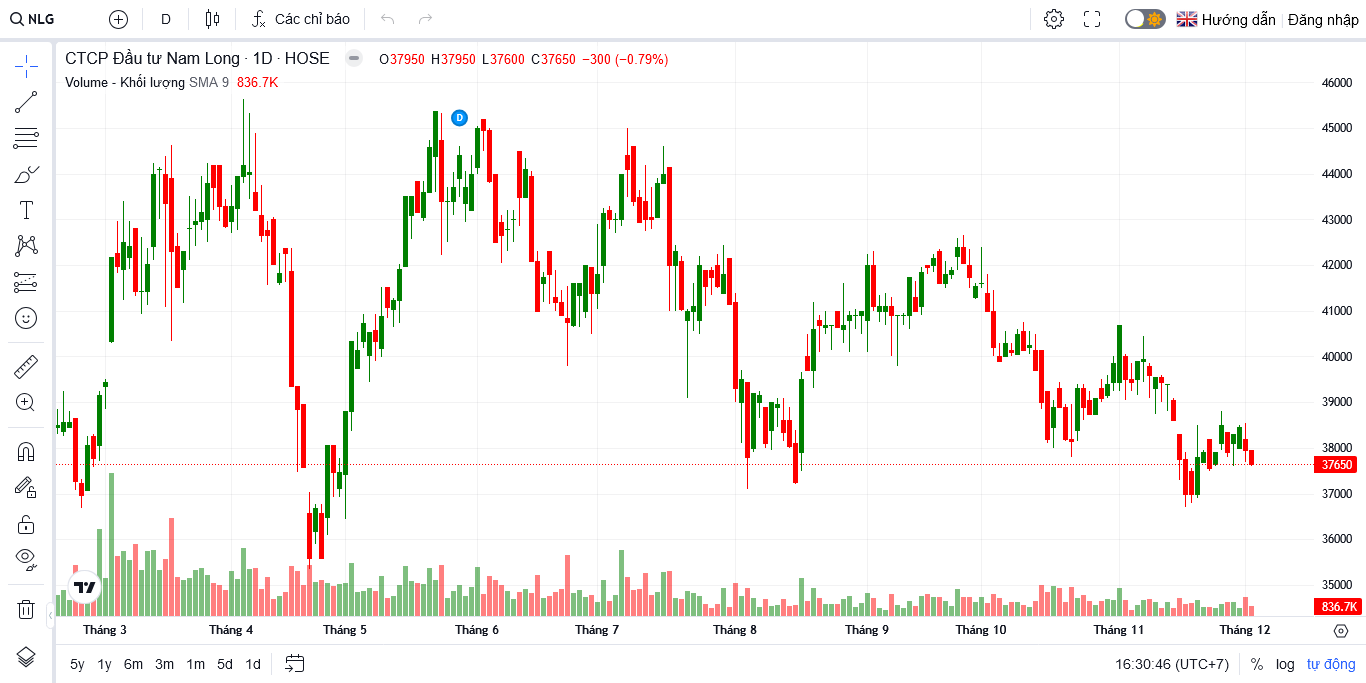 NLG D Các chỉ báo Hướng dẫn Đăng nhập
CTCP Đầu tư Nam Long · 1D · HOSE O37950 H37950 L37600 C37650 −300 (−0.79%)
Volume - Khối lượng SMA 9 836.7K
D
46000
45000
44000
43000
42000
41000
40000
39000
38000
37650
37000
36000
35000
836.7K
Tháng 3 Tháng 4 Tháng 5 Tháng 6 Tháng 7 Tháng 8 Tháng 9 Tháng 10 Tháng 11 Tháng 12
5y 1y 6m 3m 1m 5d 1d 16:30:46 (UTC+7) % log tự động